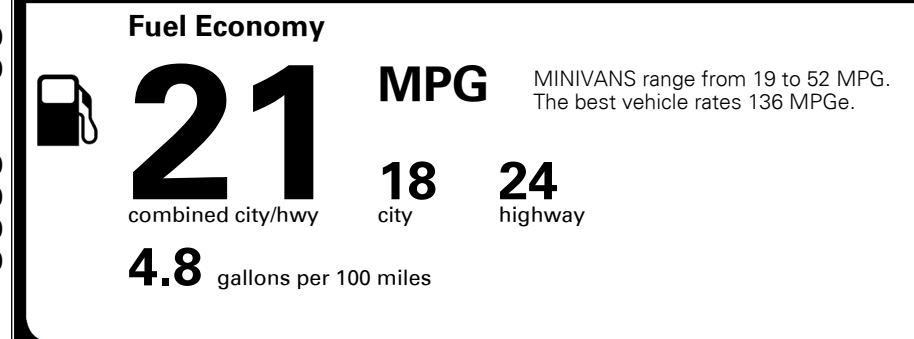 Fuel Economy
21 MPG
MINIVANS range from 19 to 52 MPG.
The best vehicle rates 136 MPGe.
18 24
combined city/hwy city highway
4.8 gallons per 100 miles